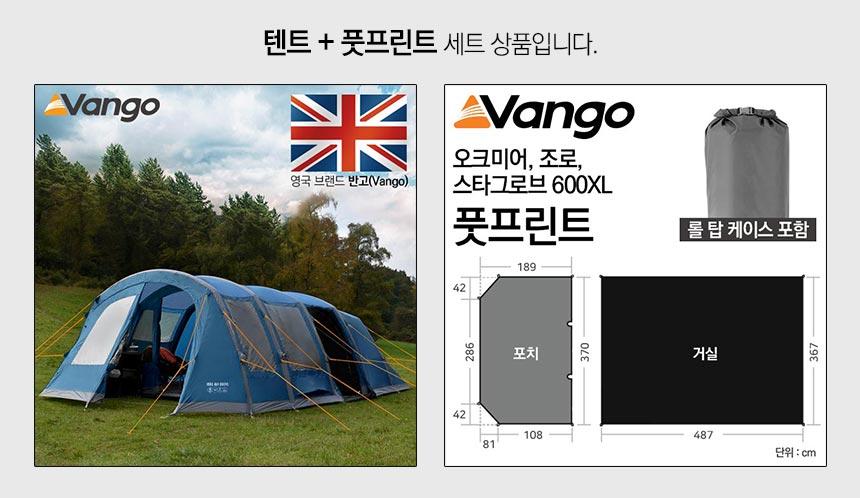 텐트 + 풋프린트 세트 상품입니다.
Vango
영국 브랜드 반고(Vango)
Vango
오크미어, 조로,
스타그로브 600XL
풋프린트
롤 탑 케이스 포함
189
42
286
42
81
108
370
포치
거실
367
487
단위 : cm